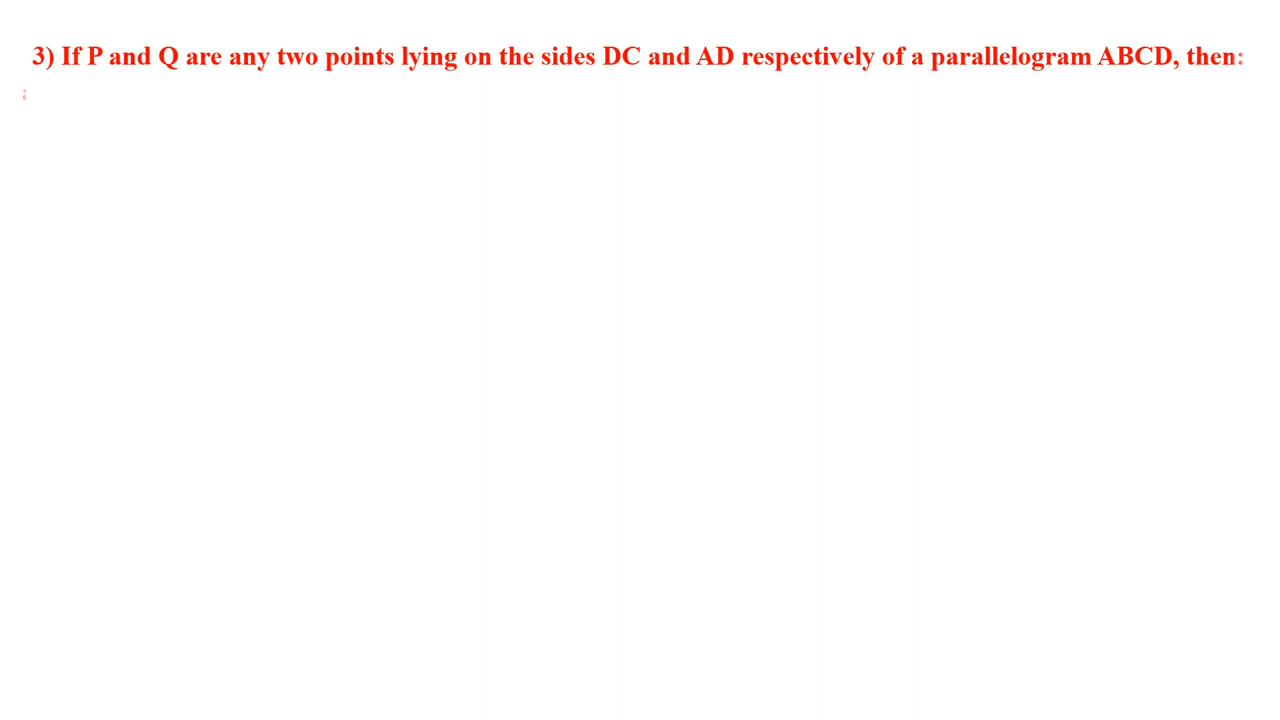 3) If P and Q are any two points lying on the sides DC and AD respectively of a parallelogram ABCD, then: